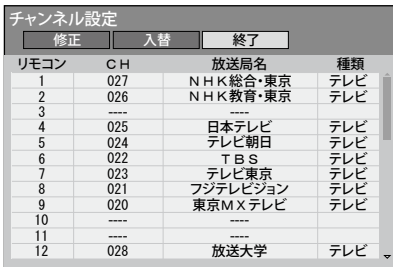 チャンネル設定
修正 入替 終了
リモコン CH 放送局名 種類
1 027 NHK総合・東京 テレビ
2 026 NHK教育・東京 テレビ
3 ---- ----
4 025 日本テレビ テレビ
5 024 テレビ朝日 テレビ
6 022 TBS テレビ
7 023 テレビ東京 テレビ
8 021 フジテレビジョン テレビ
9 020 東京MXテレビ テレビ
10 ---- ----
11 ---- ----
12 028 放送大学 テレビ